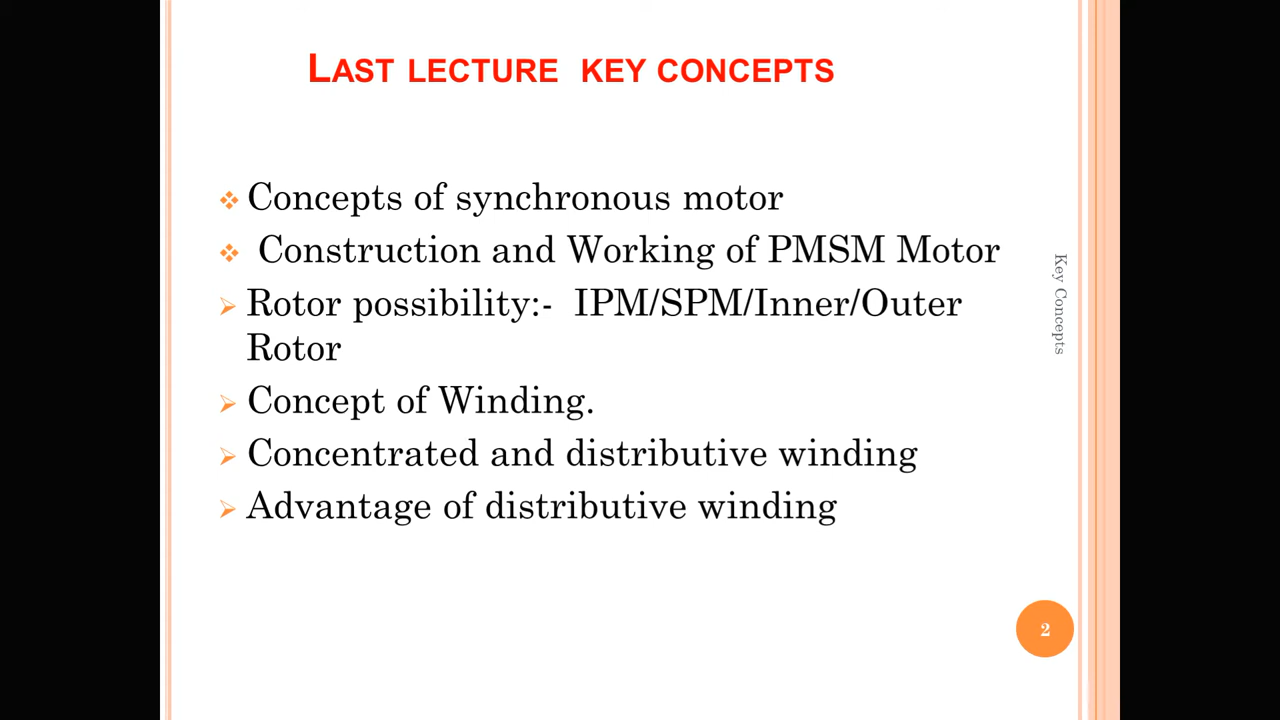 LAST LECTURE KEY CONCEPTS
Concepts of synchronous motor
Construction and Working of PMSM Motor
Rotor possibility:- IPM/SPM/Inner/Outer
Rotor
Concept of Winding.
Concentrated and distributive winding
Advantage of distributive winding
Key Concepts
2